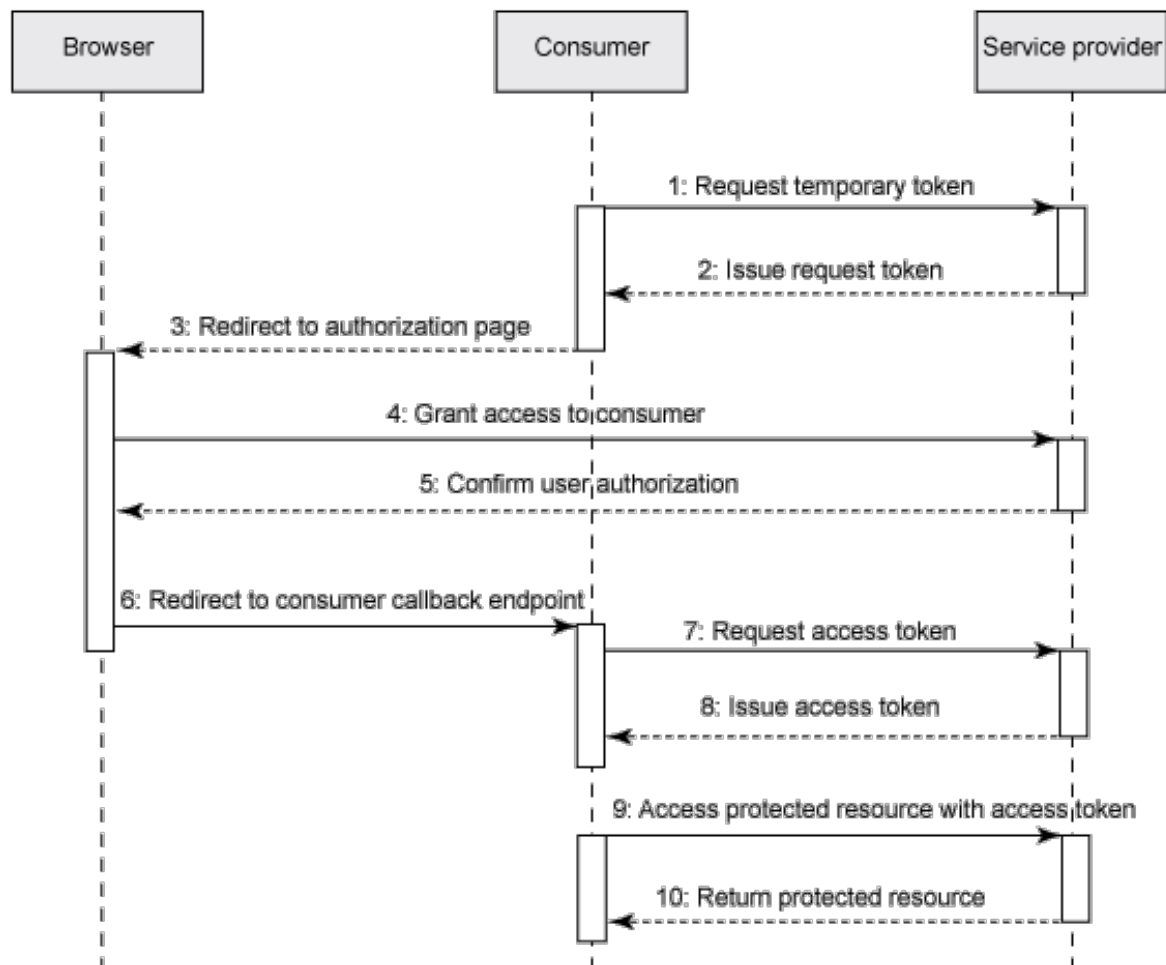 Browser
Consumer
Service provider
1: Request temporary token
2: Issue request token
3: Redirect to authorization page
4: Grant access to consumer
5: Confirm user authorization
6: Redirect to consumer callback endpoint
7: Request access token
8: Issue access token
9: Access protected resource with access token
10: Return protected resource